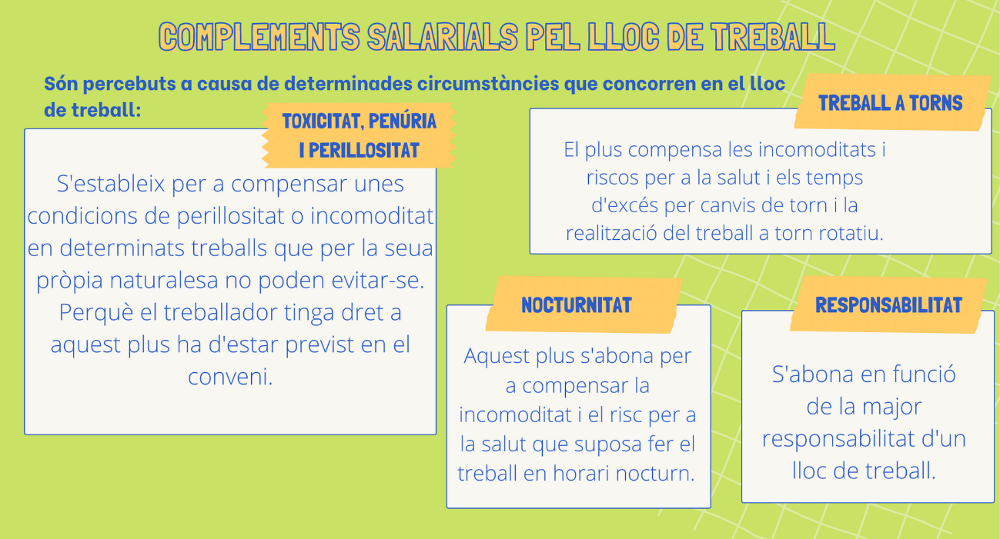 COMPLEMENTS SALARIALS PEL LLOC DE TREBALL
Són percebuts a causa de determinades circumstàncies que concorren en el lloc
de treball:
TOXICITAT, PENÚRIA
I PERILLOSITAT
S'estableix per a compensar unes
condicions de perillositat o incomoditat
en determinats treballs que per la seua
pròpia naturalesa no poden evitar-se.
Perquè el treballador tinga dret a
aquest plus ha d'estar previst en el
conveni.
TREBALL A TORNS
El plus compensa les incomoditats i
riscos per a la salut i els temps
d'excés per canvis de torn i la
realització del treball a torn rotatiu.
NOCTURNITAT
Aquest plus s'abona per
a compensar la
incomoditat i el risc per a
la salut que suposa fer el
treball en horari nocturn.
RESPONSABILITAT
S'abona en funció
de la major
responsabilitat d'un
lloc de treball.